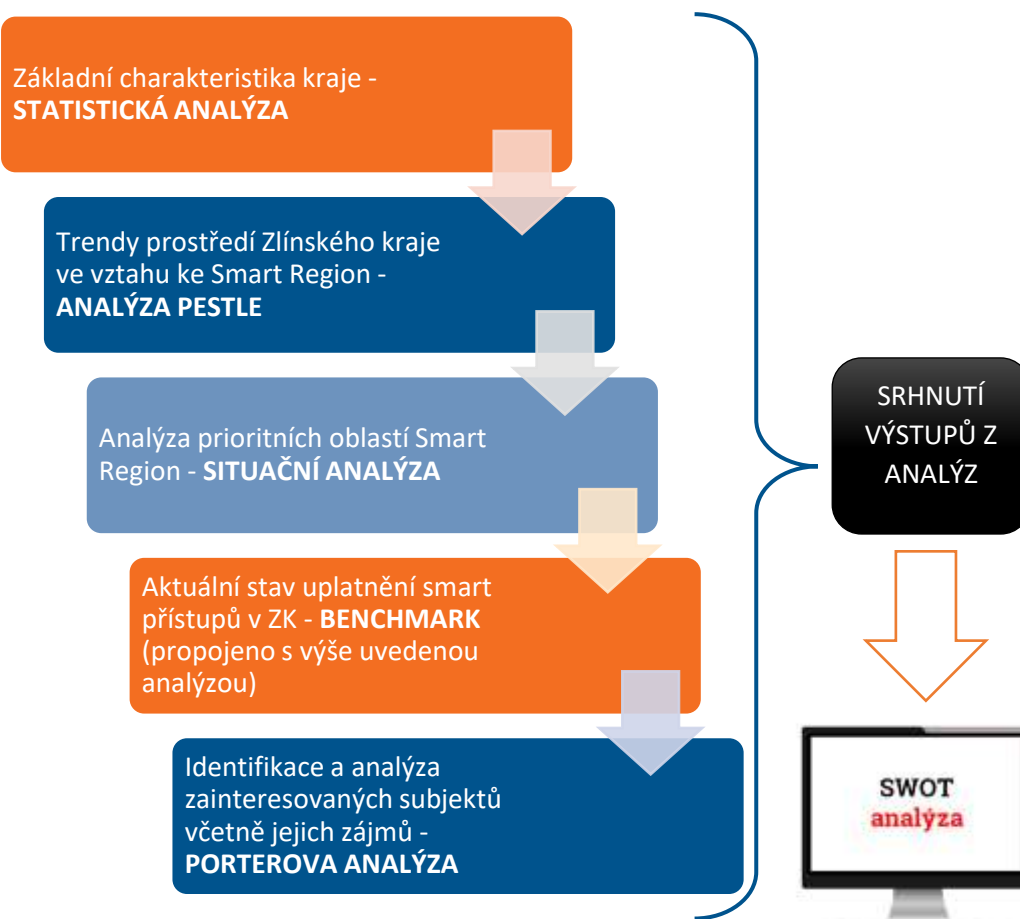 Základní charakteristika kraje -
STATISTICKÁ ANALÝZA
Trendy prostředí Zlínského kraje
ve vztahu ke Smart Region -
ANALÝZA PESTLE
Analýza prioritních oblastí Smart
Region - SITUAČNÍ ANALÝZA
Aktuální stav uplatnění smart
přístupů v ZK - BENCHMARK
(propojeno s výše uvedenou
analýzou)
Identifikace a analýza
zainteresovaných subjektů
včetně jejich zájmů -
PORTEROVA ANALÝZA
SRHNUTÍ
VÝSTUPŮ Z
ANALÝZ
SWOT
analýza